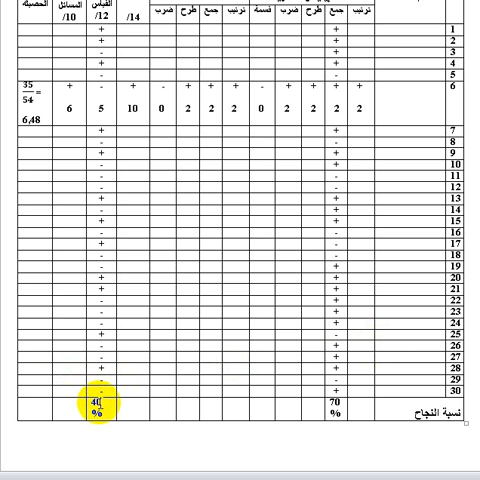 ترتيب جمع طرح ضرب قسمة ترتيب جمع طرح ضرب /14 القياس /12 المسائل /10 الحصيلة
1 + +
2 + +
3 + -
4 + +
5 - -
6 + + + + - + + + - + - + 35/54=
2 2 2 2 0 2 2 2 0 10 5 6 6,48
7 + +
8 - -
9 + +
10 + -
11 - -
12 - -
13 + +
14 - -
15 + +
16 - -
17 - +
18 - -
19 + -
20 + +
21 + +
22 + -
23 + -
24 + -
25 - +
26 + -
27 + -
28 + +
29 - -
30 + -
نسبة النجاح 70 % 40 %